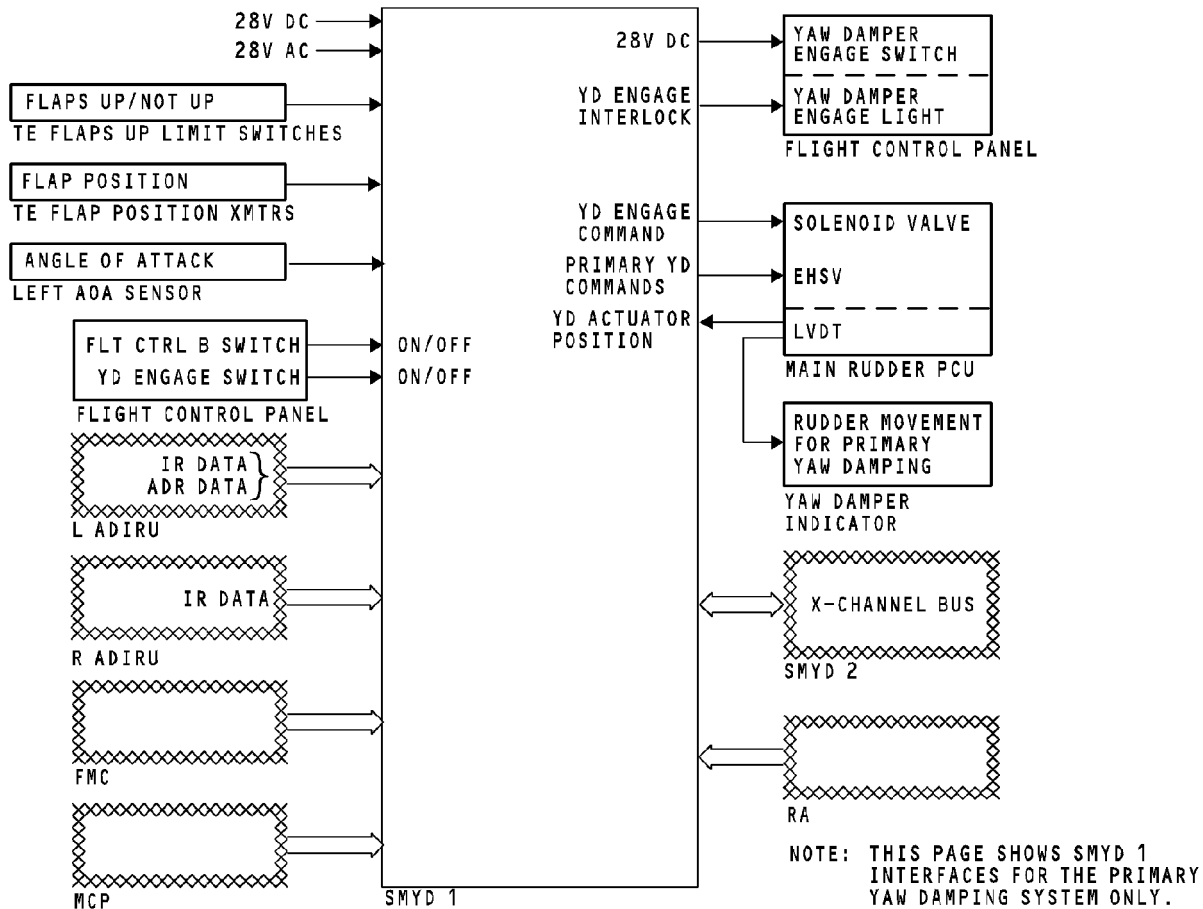 28V DC
28V AC
FLAPS UP/NOT UP
TE FLAPS UP LIMIT SWITCHES
FLAP POSITION
TE FLAP POSITION XMTRS
ANGLE OF ATTACK
LEFT AOA SENSOR
FLT CTRL B SWITCH
YD ENGAGE SWITCH
FLIGHT CONTROL PANEL
ON/OFF
ON/OFF
IR DATA
ADR DATA
L ADIRU
IR DATA
R ADIRU
FMC
MCP
SMYD 1
28V DC
YD ENGAGE
INTERLOCK
YD ENGAGE
COMMAND
PRIMARY YD
COMMANDS
YD ACTUATOR
POSITION
YAW DAMPER
ENGAGE SWITCH
YAW DAMPER
ENGAGE LIGHT
FLIGHT CONTROL PANEL
SOLENOID VALVE
EHSV
LVDT
MAIN RUDDER PCU
RUDDER MOVEMENT
FOR PRIMARY
YAW DAMPING
YAW DAMPER
INDICATOR
X-CHANNEL BUS
SMYD 2
RA
NOTE: THIS PAGE SHOWS SMYD 1
INTERFACES FOR THE PRIMARY
YAW DAMPING SYSTEM ONLY.